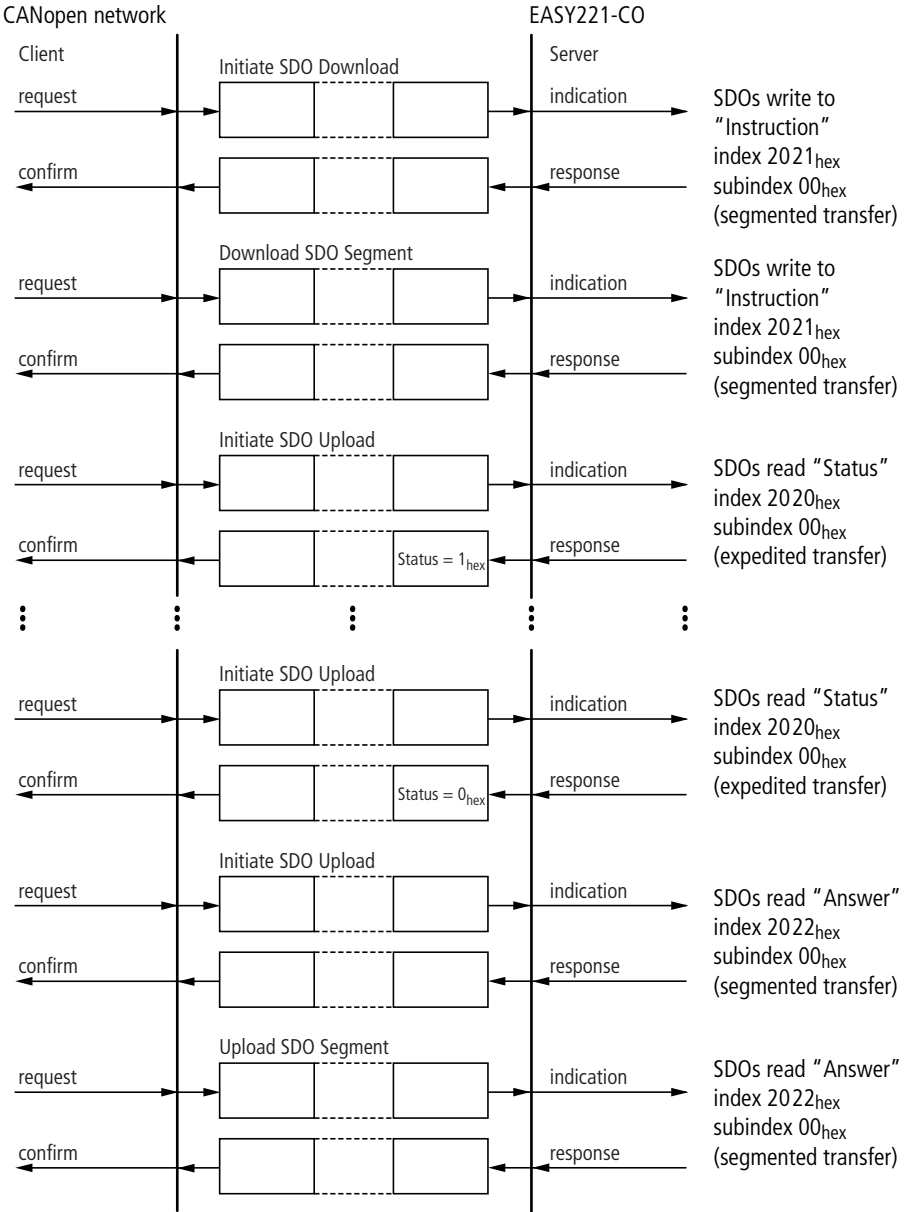 CANopen network
EASY221-CO
Client
Server
Initiate SDO Download
request
indication
SDOs write to
“Instruction”
index 2021hex
subindex 00hex
(segmented transfer)
confirm
response
Download SDO Segment
request
indication
SDOs write to
“Instruction”
index 2021hex
subindex 00hex
(segmented transfer)
confirm
response
Initiate SDO Upload
request
indication
SDOs read “Status”
index 2020hex
subindex 00hex
(expedited transfer)
confirm
Status = 1hex
response
Initiate SDO Upload
request
indication
SDOs read “Status”
index 2020hex
subindex 00hex
(expedited transfer)
confirm
Status = 0hex
response
Initiate SDO Upload
request
indication
SDOs read “Answer”
index 2022hex
subindex 00hex
(segmented transfer)
confirm
response
Upload SDO Segment
request
indication
SDOs read “Answer”
index 2022hex
subindex 00hex
(segmented transfer)
confirm
response